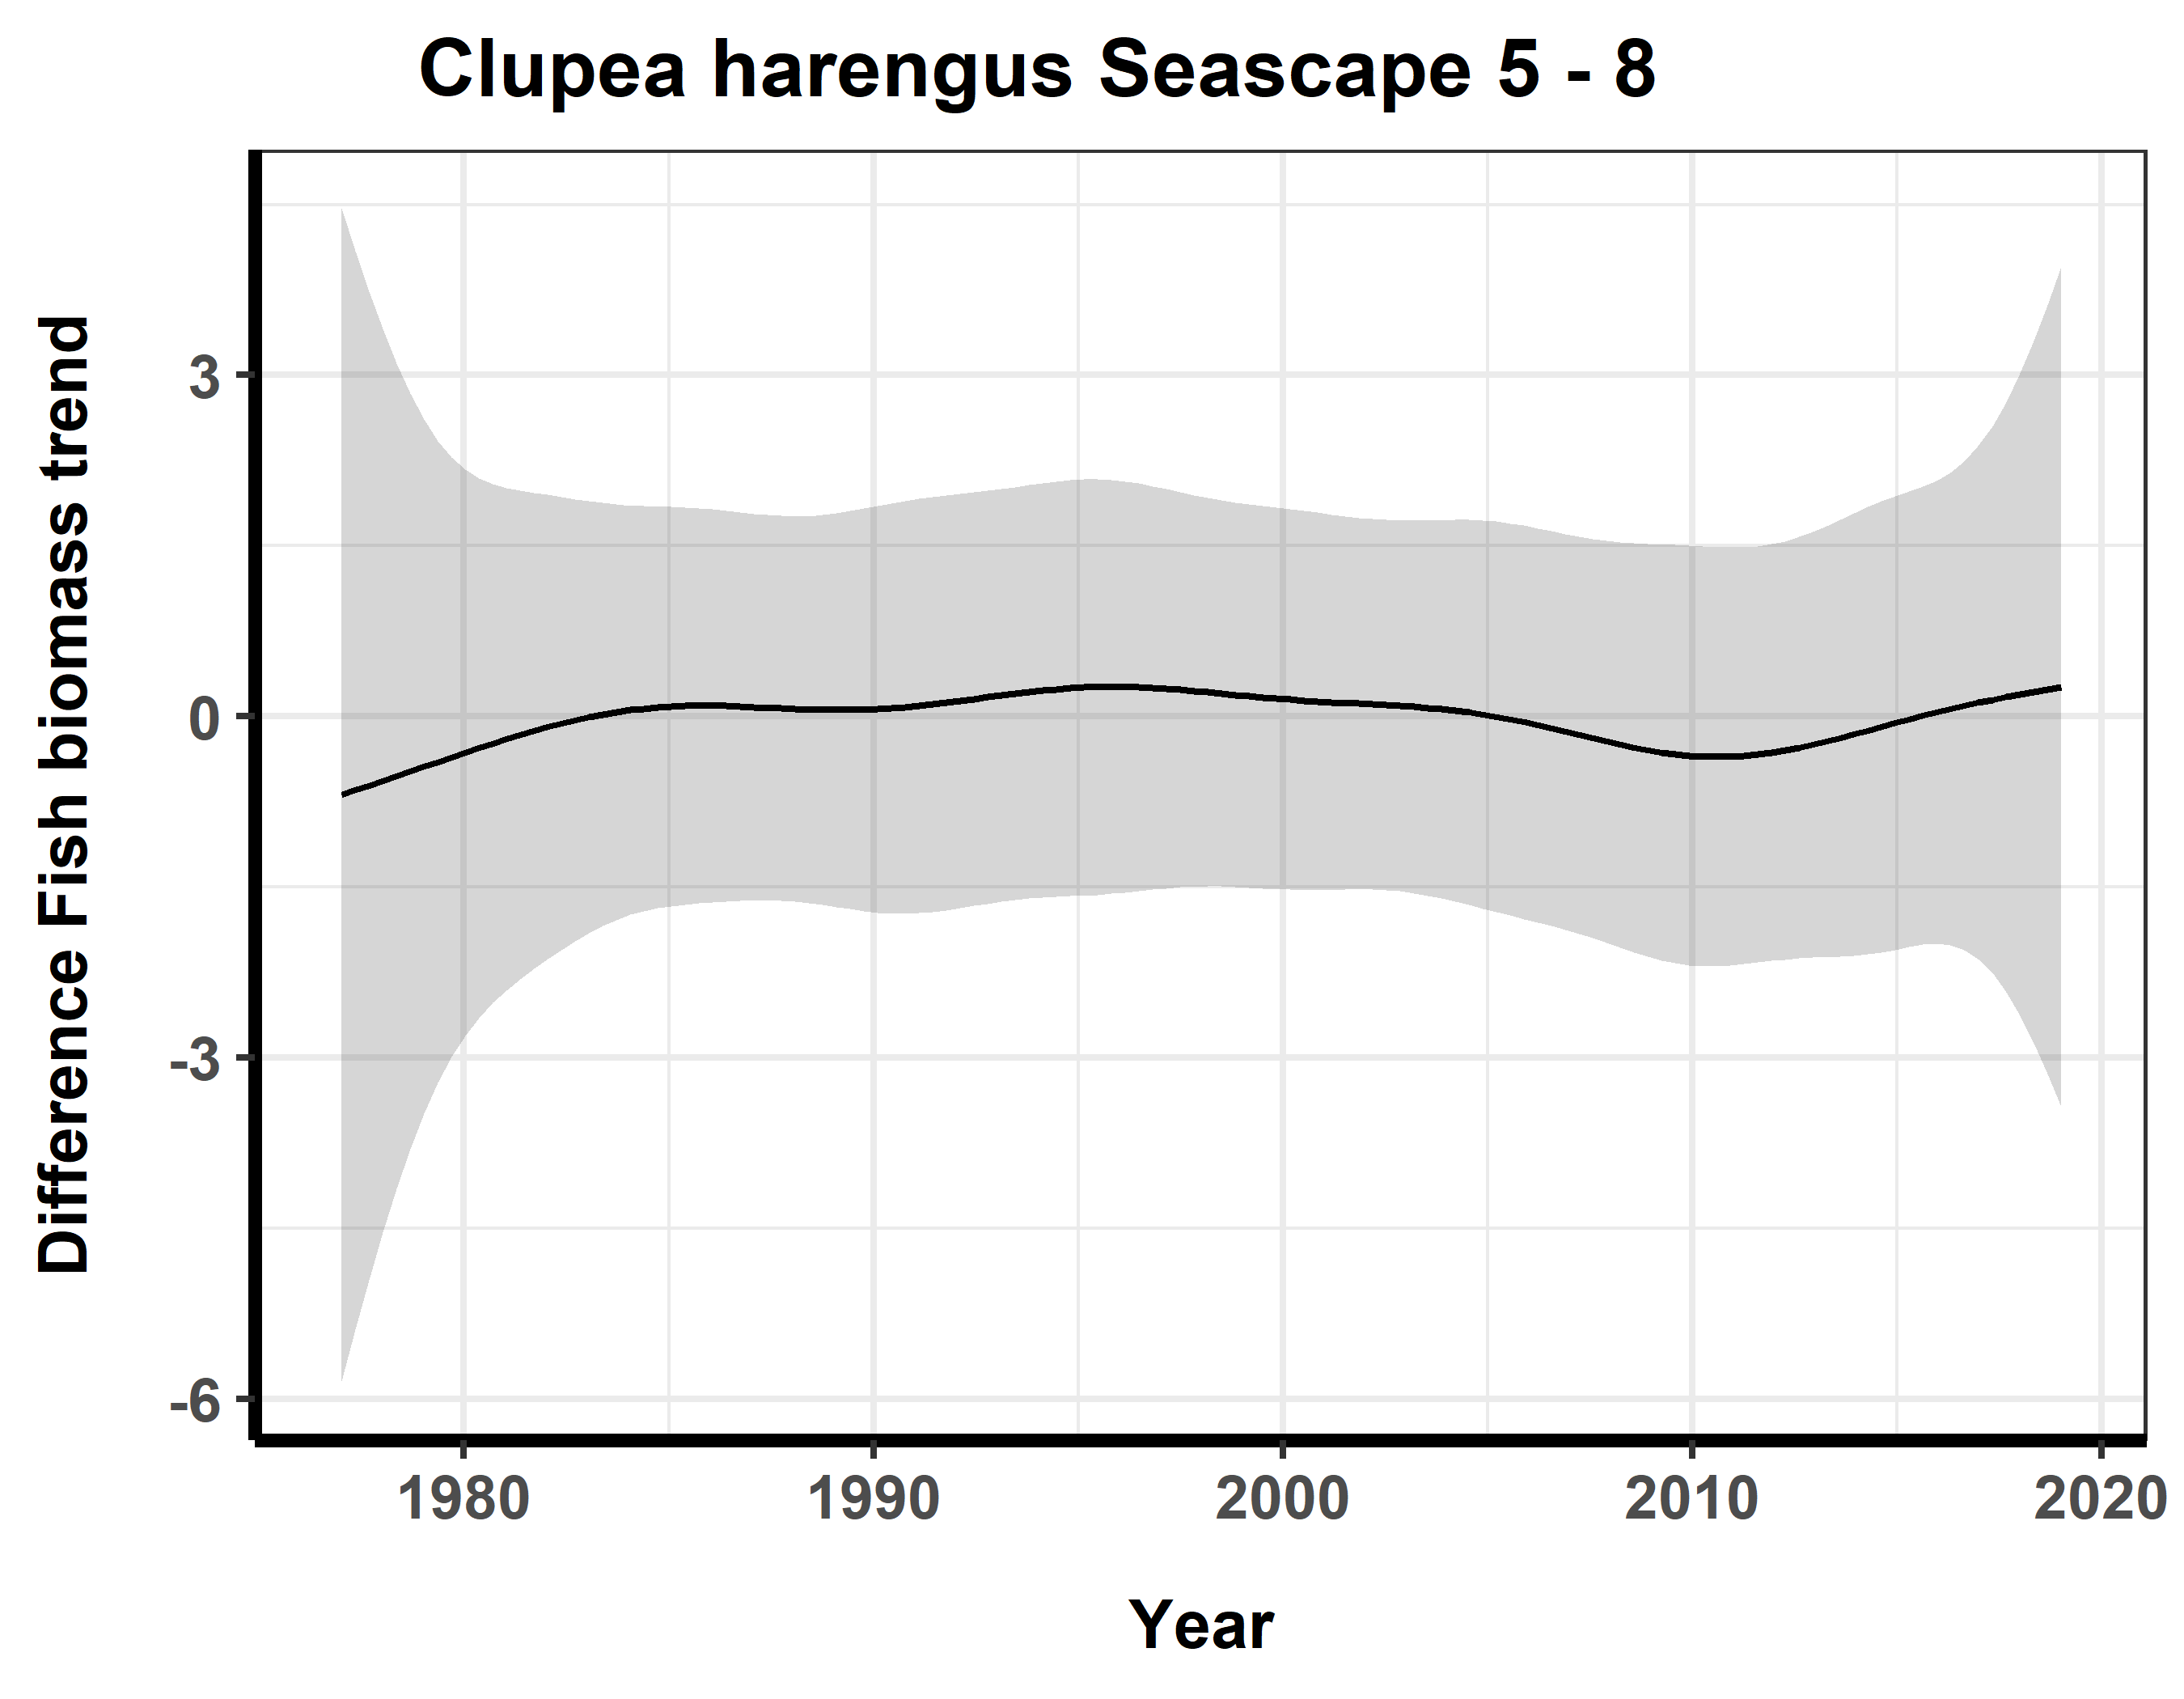 Clupea harengus Seascape 5 - 8
Difference Fish biomass trend
3
0
-3
-6
1980 1990 2000 2010 2020
Year